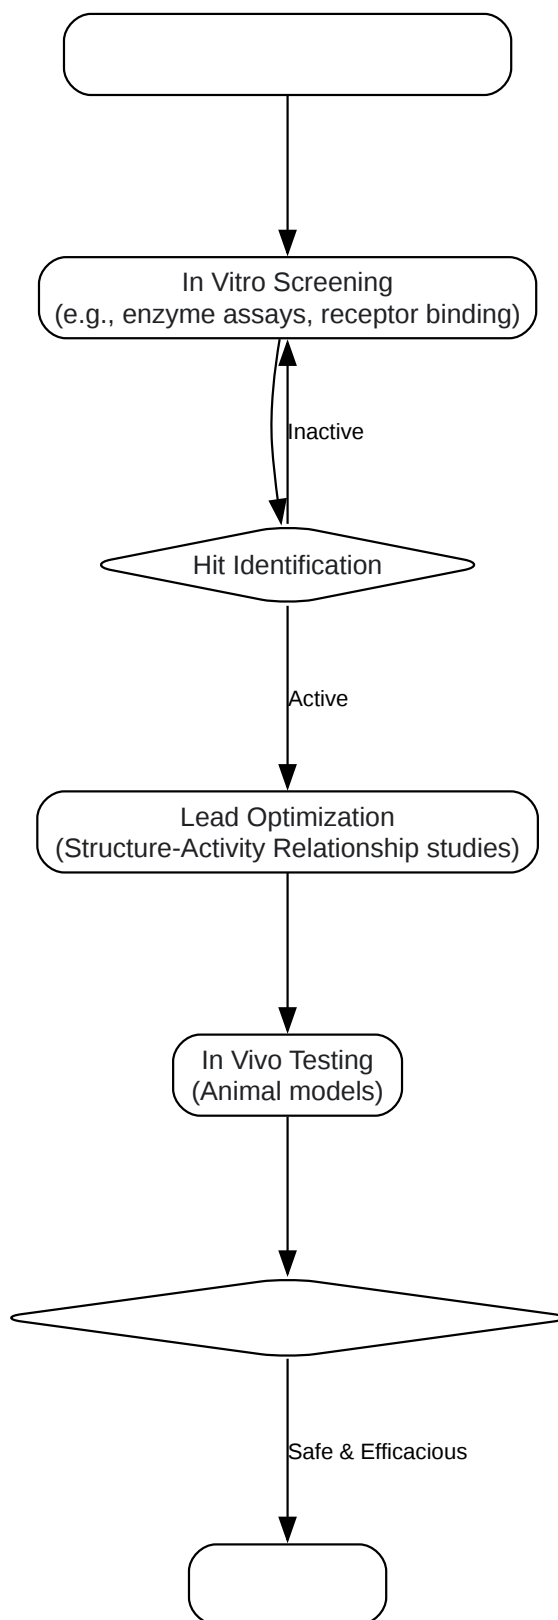 In Vitro Screening
(e.g., enzyme assays, receptor binding)
Inactive
Hit Identification
Active
Lead Optimization
(Structure-Activity Relationship studies)
In Vivo Testing
(Animal models)
Safe & Efficacious